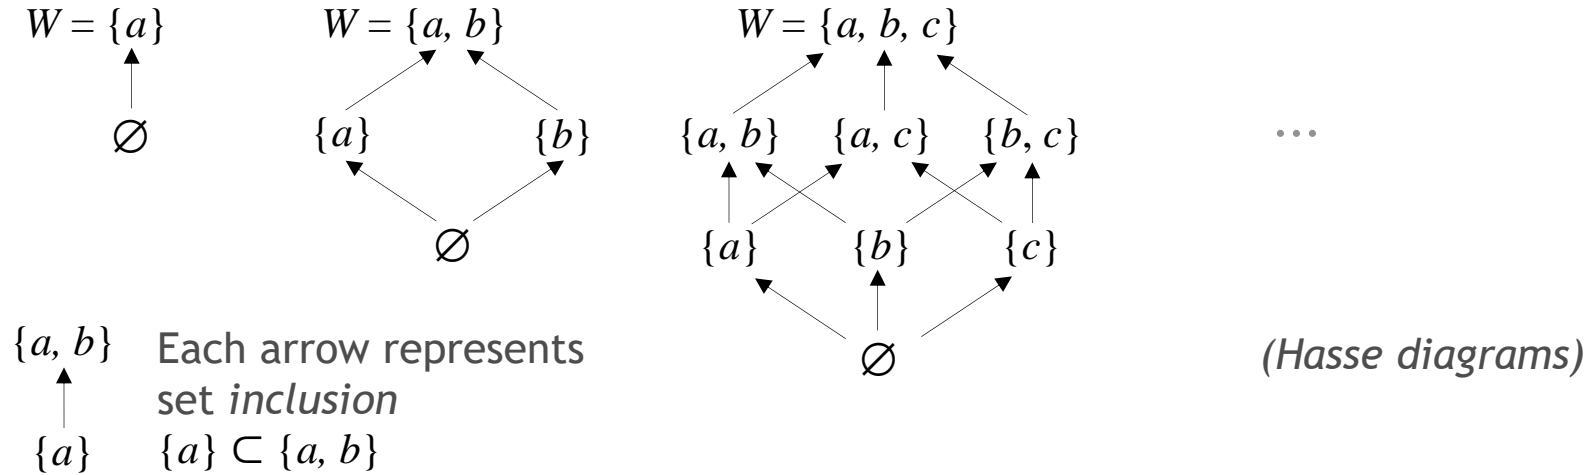 W = {a} W = {a, b} W = {a, b, c}
∅ {a} {b} {a, b} {a, c} {b, c} ...
∅ {a} {b} {c}
∅
{a, b} Each arrow represents (Hasse diagrams)
set inclusion
{a} {a} ⊂ {a, b}